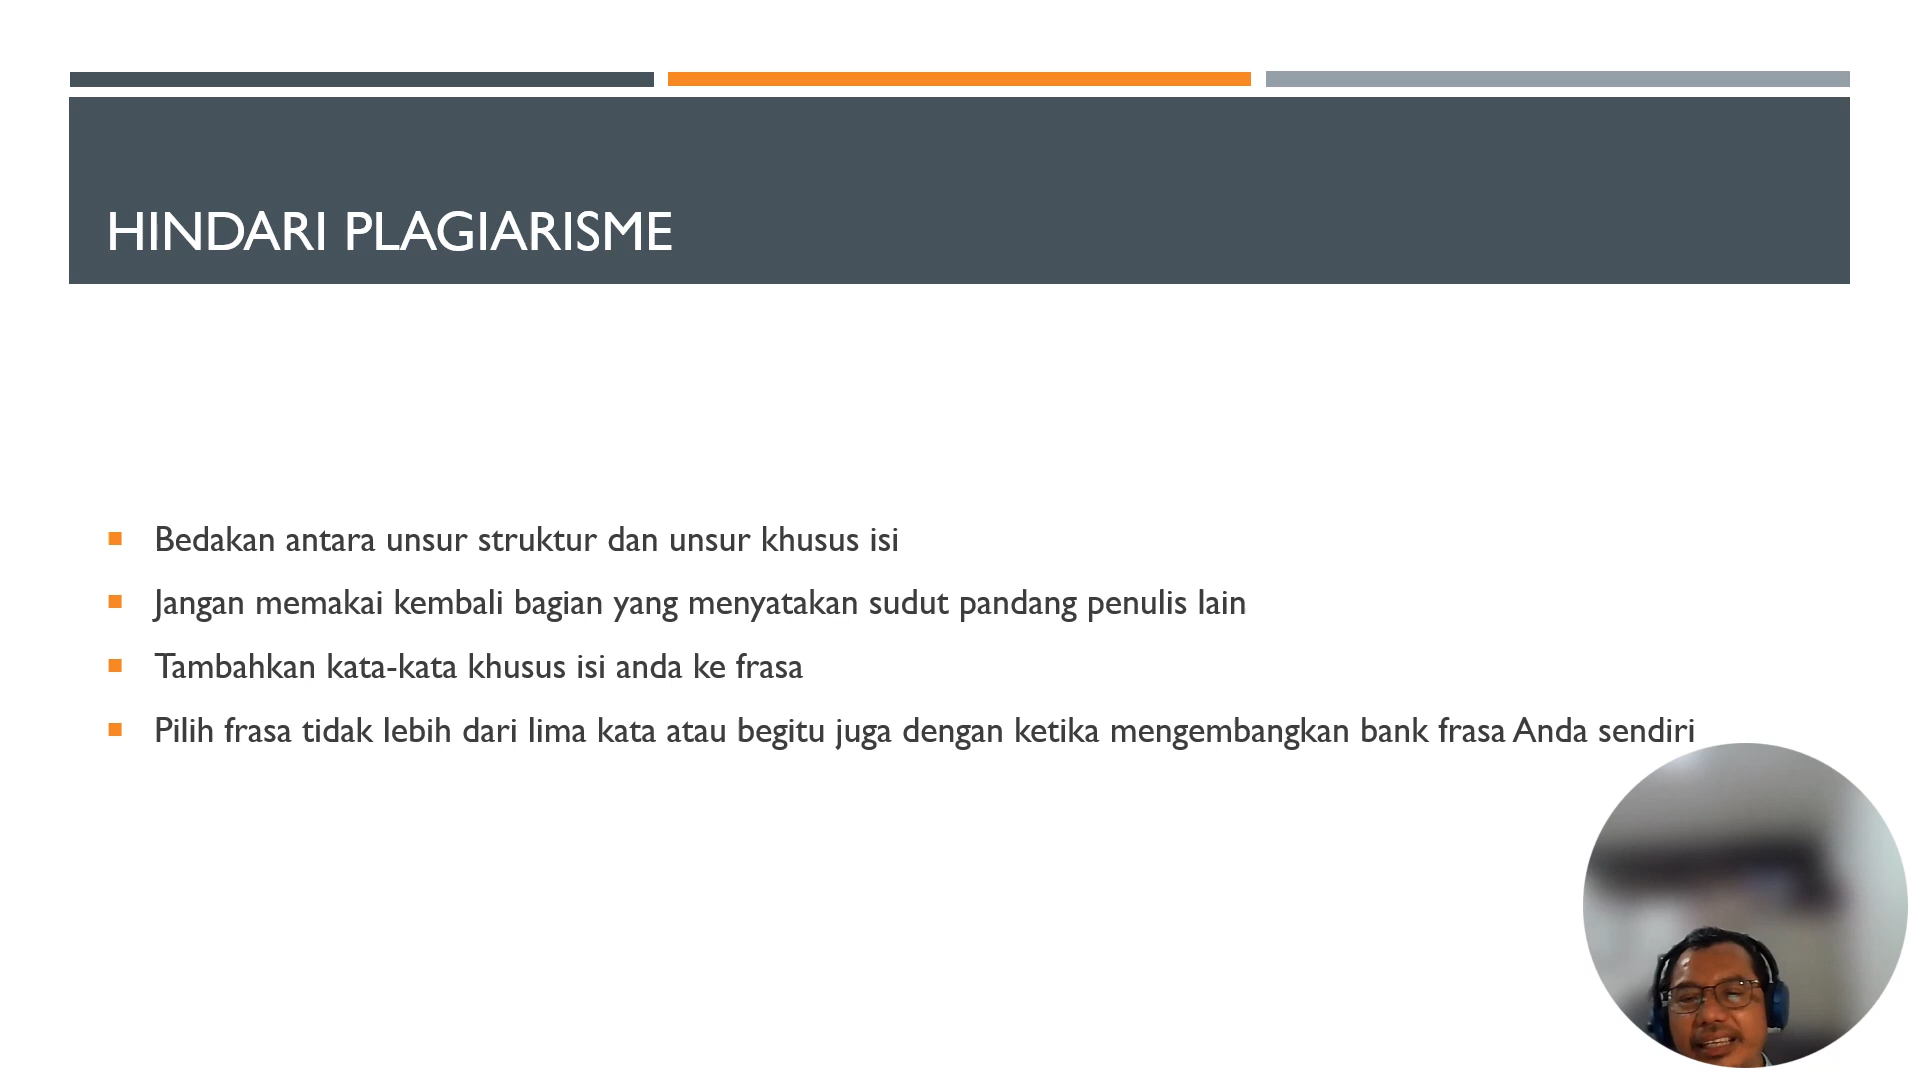 HINDARI PLAGIARISME
Bedakan antara unsur struktur dan unsur khusus isi
Jangan memakai kembali bagian yang menyatakan sudut pandang penulis lain
Tambahkan kata-kata khusus isi anda ke frasa
Pilih frasa tidak lebih dari lima kata atau begitu juga dengan ketika mengembangkan bank frasa Anda sendiri